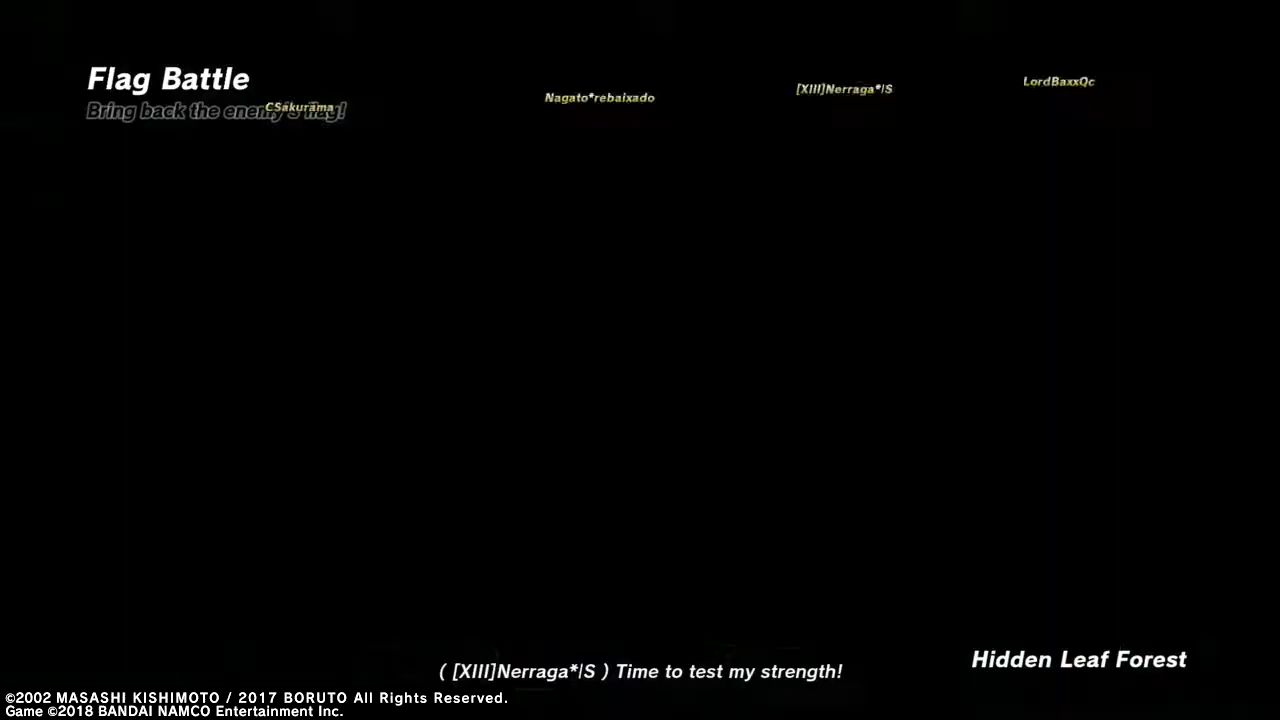 Flag Battle
Bring back the enemy's flag!
CSakurama
Nagato*rebaixado
[XIII]Nerraga*|S
LordBaxxQc
( [XIII]Nerraga*|S ) Time to test my strength!
Hidden Leaf Forest
©2002 MASASHI KISHIMOTO / 2017 BORUTO All Rights Reserved.
Game ©2018 BANDAI NAMCO Entertainment Inc.